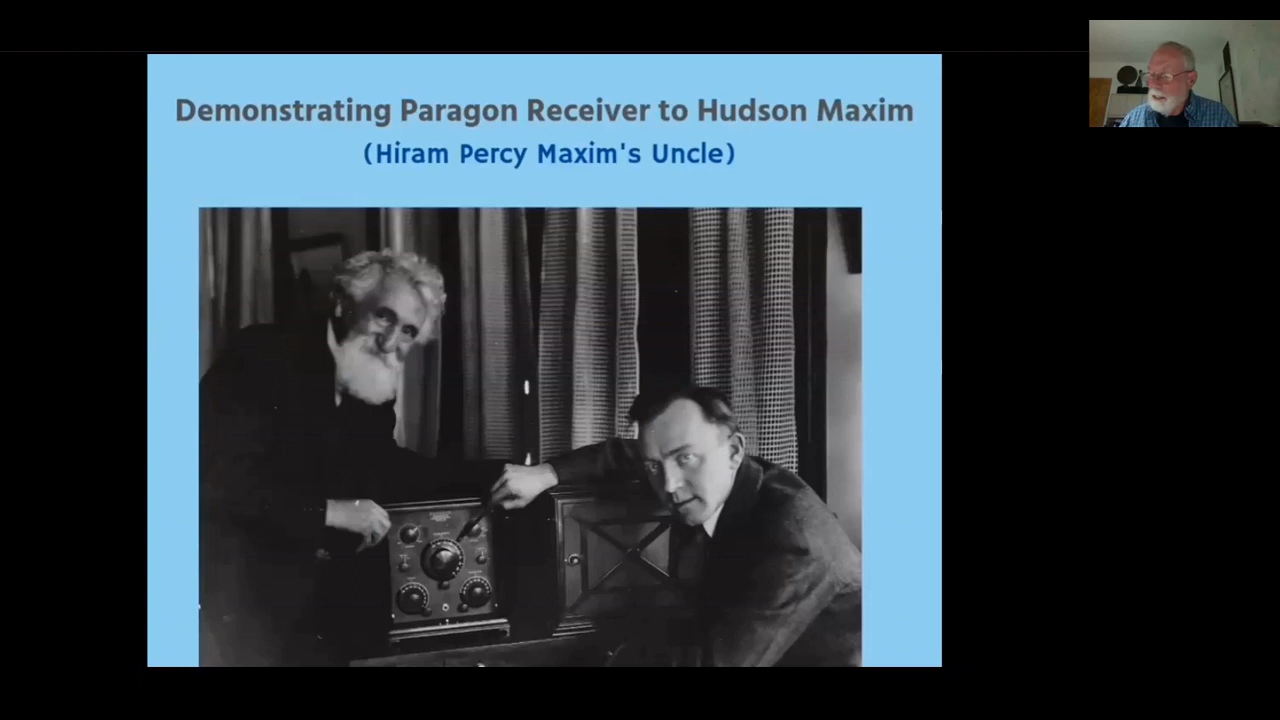 Demonstrating Paragon Receiver to Hudson Maxim
(Hiram Percy Maxim's Uncle)